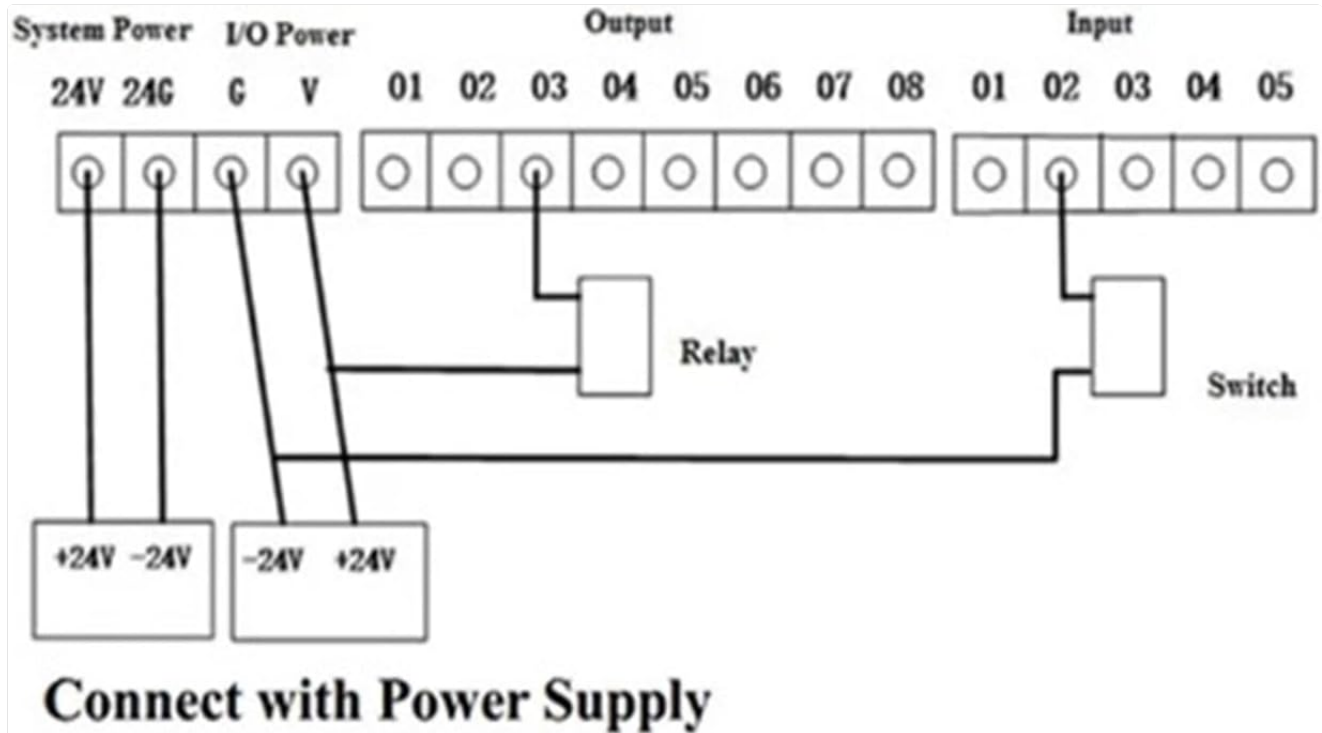 System Power I/O Power Output Input
24V 24G G V 01 02 03 04 05 06 07 08 01 02 03 04 05
Relay
Switch
+24V -24V -24V +24V
Connect with Power Supply